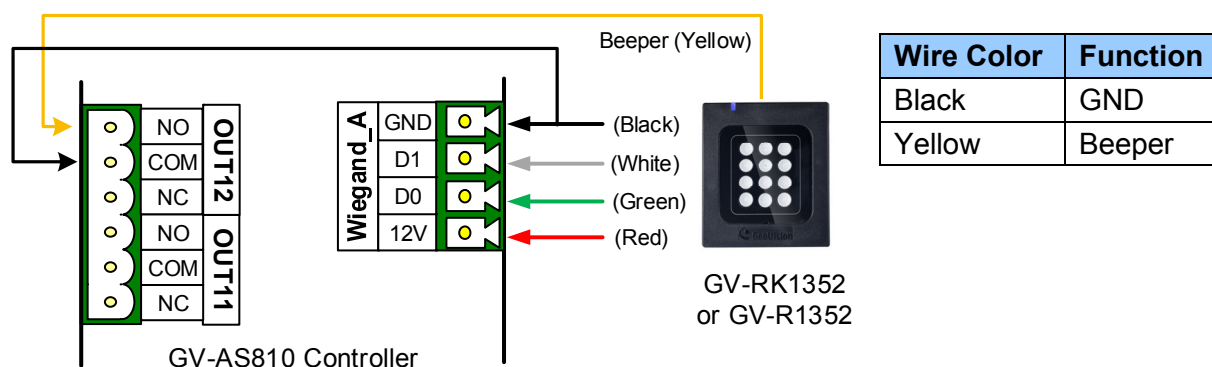 Beeper (Yellow)
NO
COM
NC
OUT12
NO
COM
NC
OUT11
Wiegand_A
GND
D1
D0
12V
(Black)
(White)
(Green)
(Red)
GeoVision
GV-RK1352
or GV-R1352
GV-AS810 Controller
Wire Color Function
Black GND
Yellow Beeper